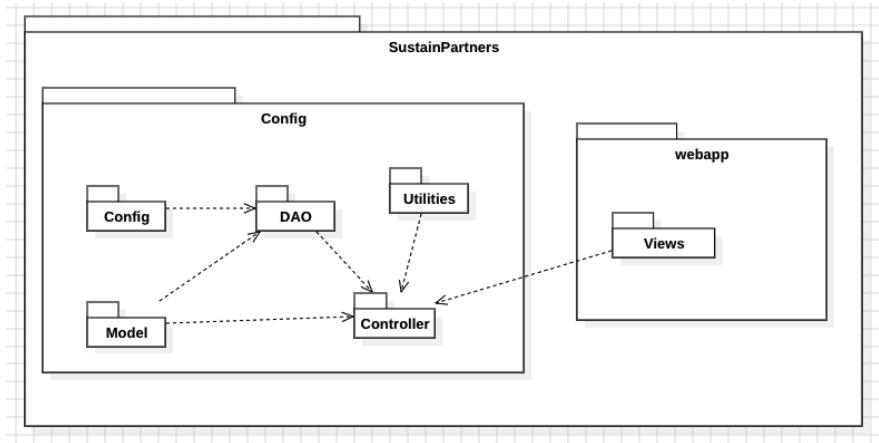 SustainPartners
Config
webapp
Config
DAO
Utilities
Views
Model
Controller